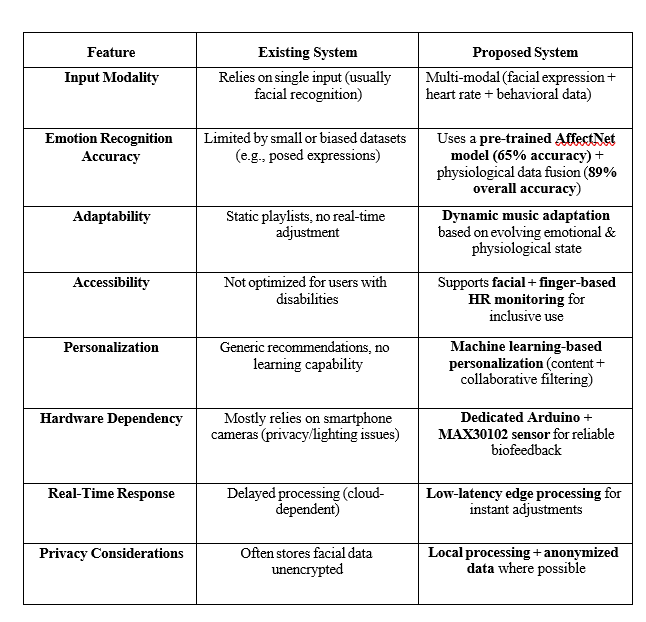 Feature Existing System Proposed System
Input Modality
Relies on single input (usually
facial recognition)
Multi-modal (facial expression +
heart rate + behavioral data)
Emotion Recognition
Accuracy
Limited by small or biased datasets
(e.g., posed expressions)
Uses a pre-trained AffectNet
model (65% accuracy) +
physiological data fusion (89%
overall accuracy)
Adaptability
Static playlists, no real-time
adjustment
Dynamic music adaptation
based on evolving emotional &
physiological state
Accessibility
Not optimized for users with
disabilities
Supports facial + finger-based
HR monitoring for
inclusive use
Personalization
Generic recommendations, no
learning capability
Machine learning-based
personalization (content +
collaborative filtering)
Hardware Dependency
Mostly relies on smartphone
cameras (privacy/lighting issues)
Dedicated Arduino +
MAX30102 sensor for reliable
biofeedback
Real-Time Response
Delayed processing (cloud-
dependent)
Low-latency edge processing for
instant adjustments
Privacy Considerations
Often stores facial data
unencrypted
Local processing + anonymized
data where possible